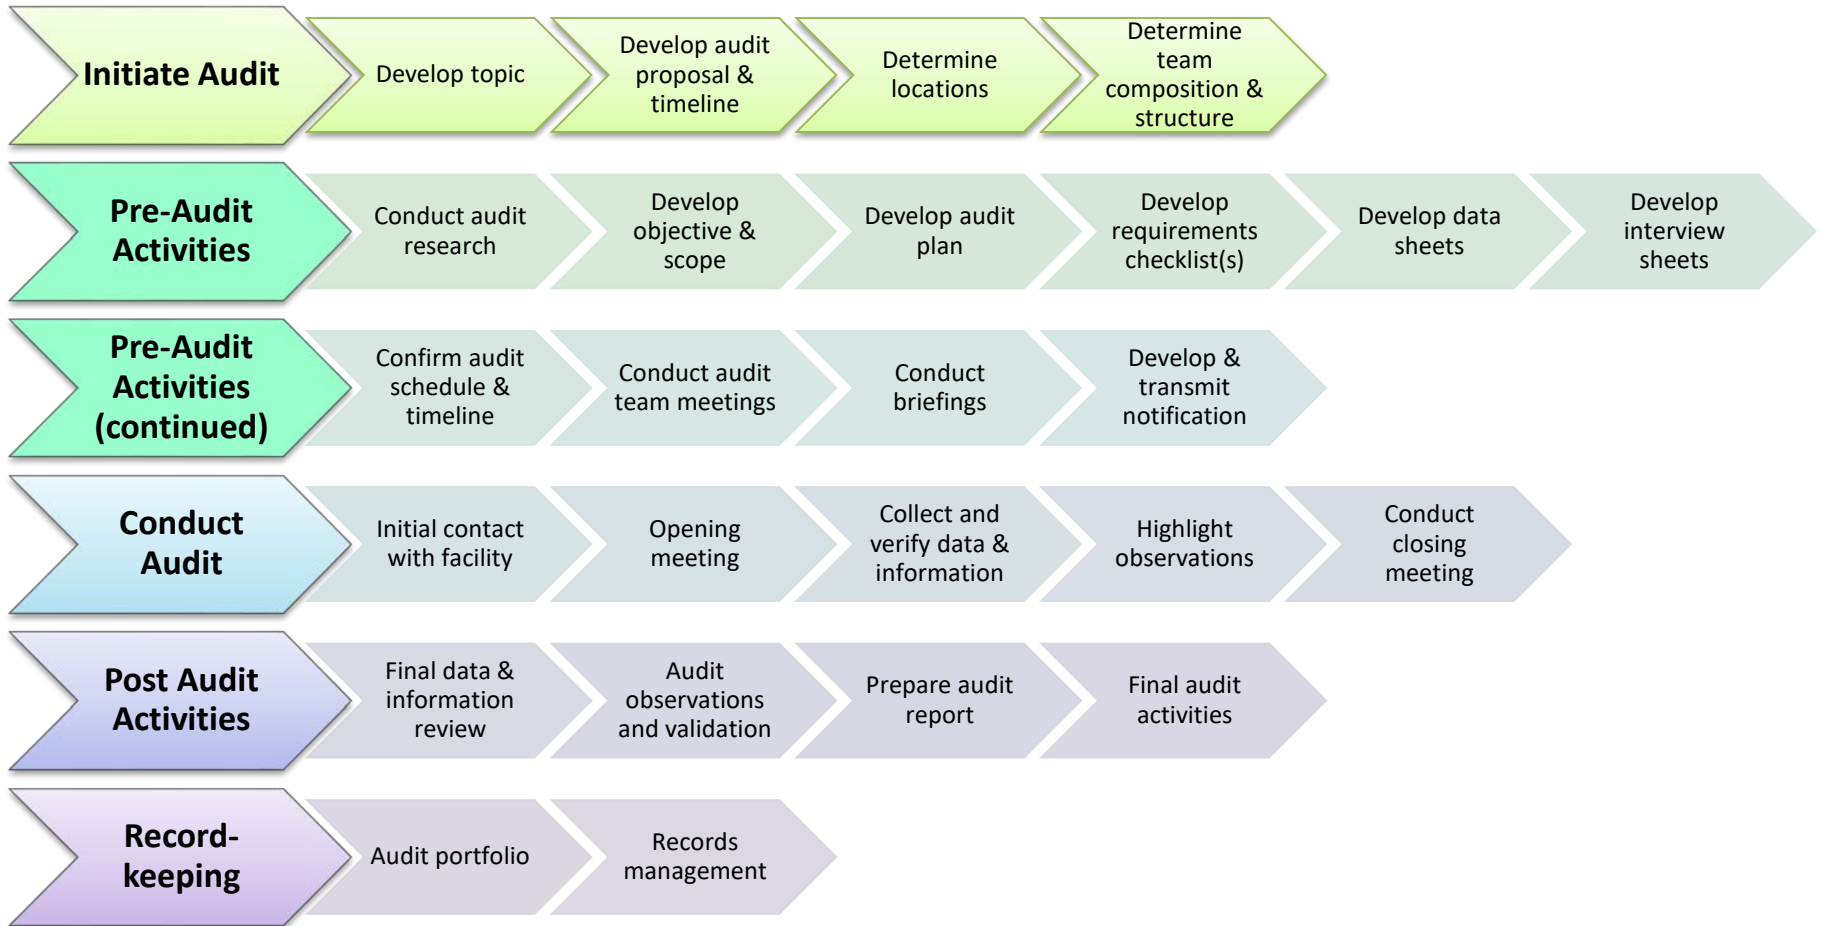 Initiate Audit
Develop topic
Develop audit
proposal &
timeline
Determine
locations
Determine
team
composition &
structure
Pre-Audit
Activities
Conduct audit
research
Develop
objective &
scope
Develop audit
plan
Develop
requirements
checklist(s)
Develop data
sheets
Develop
interview
sheets
Pre-Audit
Activities
(continued)
Confirm audit
schedule &
timeline
Conduct audit
team meetings
Conduct
briefings
Develop &
transmit
notification
Conduct
Audit
Initial contact
with facility
Opening
meeting
Collect and
verify data &
information
Highlight
observations
Conduct
closing
meeting
Post Audit
Activities
Final data &
information
review
Audit
observations
and validation
Prepare audit
report
Final audit
activities
Record-
keeping
Audit portfolio
Records
management